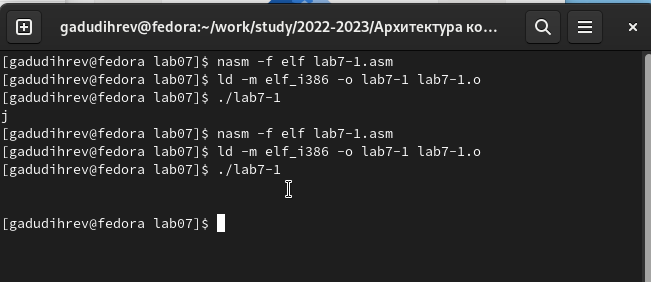 gadudihrev@fedora:~/work/study/2022-2023/Архитектура ко...
[gadudihrev@fedora lab07]$ nasm -f elf lab7-1.asm
[gadudihrev@fedora lab07]$ ld -m elf_i386 -o lab7-1 lab7-1.o
[gadudihrev@fedora lab07]$ ./lab7-1
j
[gadudihrev@fedora lab07]$ nasm -f elf lab7-1.asm
[gadudihrev@fedora lab07]$ ld -m elf_i386 -o lab7-1 lab7-1.o
[gadudihrev@fedora lab07]$ ./lab7-1
[gadudihrev@fedora lab07]$